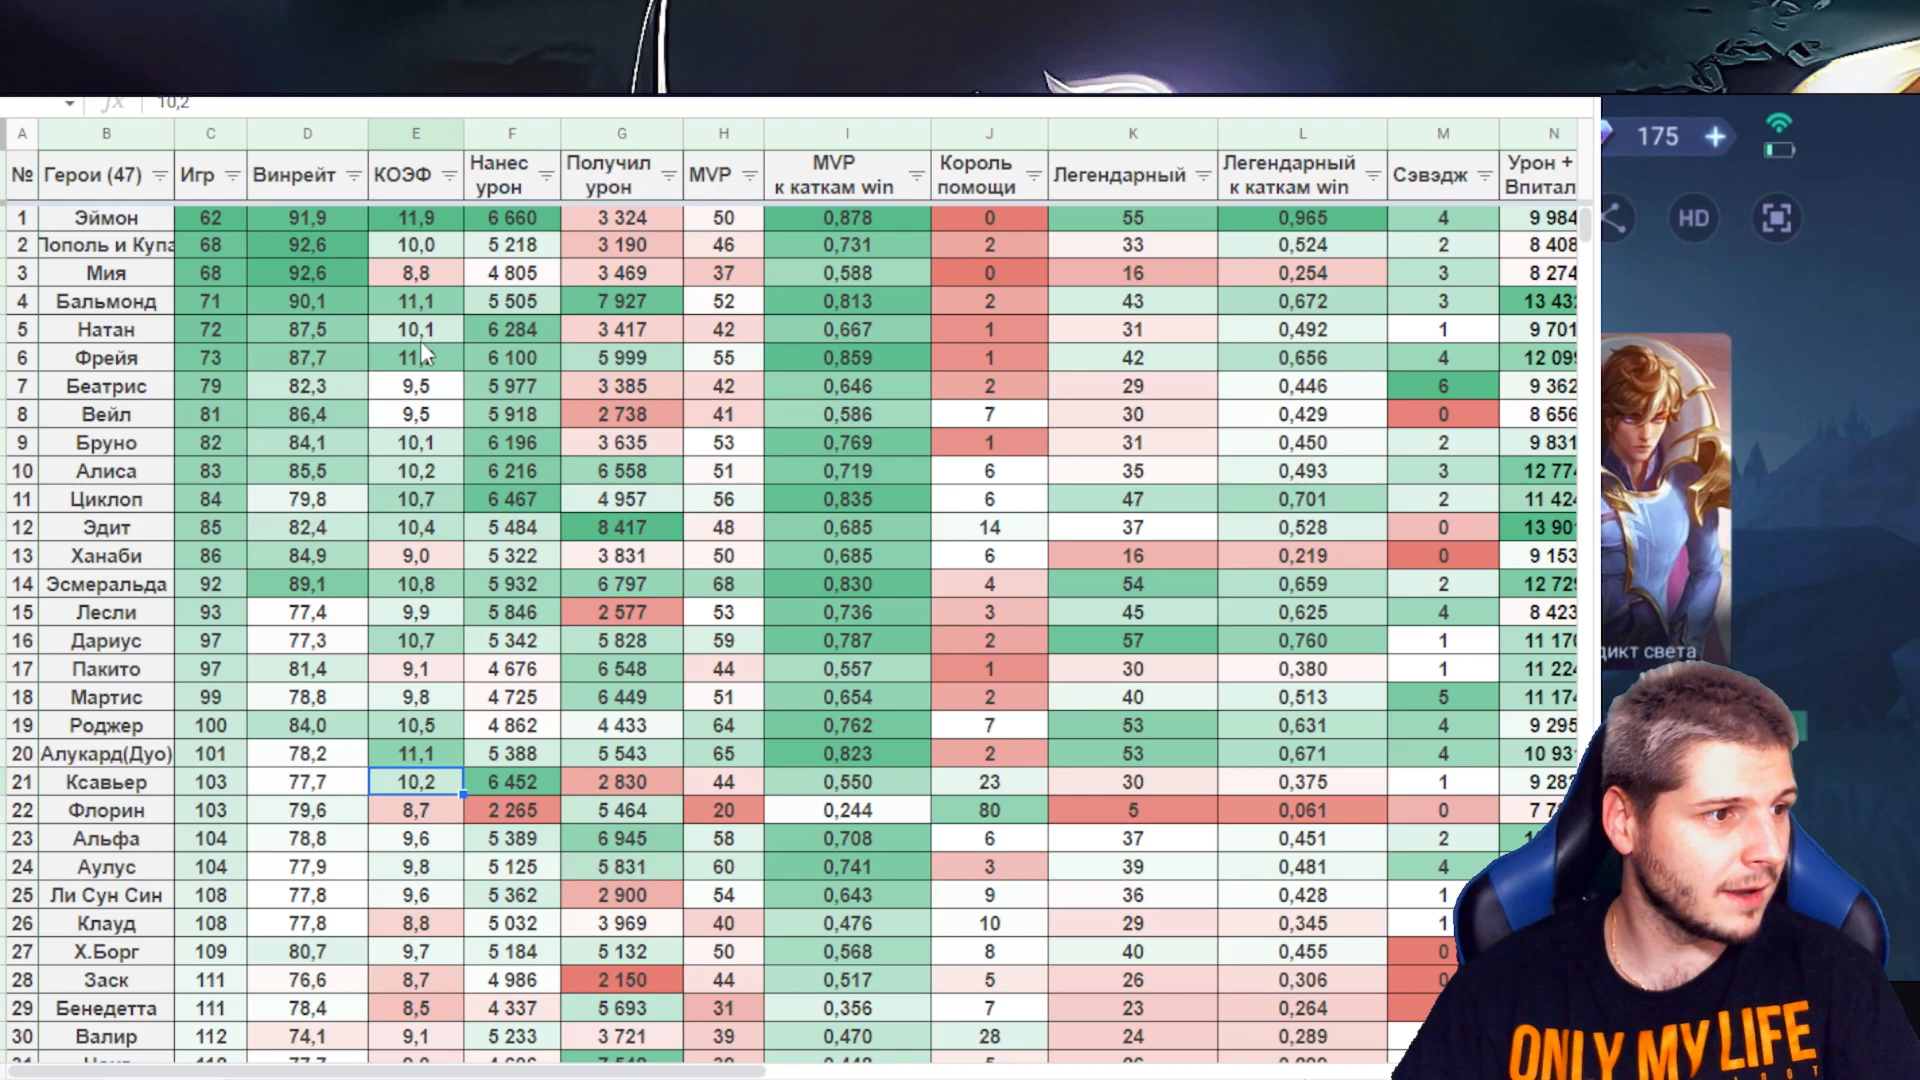 fx 10,2
A B C D E F G H I J K L M N
№ Герои (47) Игр Винрейт КОЭФ Нанес урон Получил урон MVP MVP к каткам win Король помощи Легендарный Легендарный к каткам win Сэвэдж Урон + Впитал
1 Эймон 62 91,9 11,9 6 660 3 324 50 0,878 0 55 0,965 4 9 984
2 Пополь и Купа 68 92,6 10,0 5 218 3 190 46 0,731 2 33 0,524 2 8 408
3 Мия 68 92,6 8,8 4 805 3 469 37 0,588 0 16 0,254 3 8 274
4 Бальмонд 71 90,1 11,1 5 505 7 927 52 0,813 2 43 0,672 3 13 43
5 Натан 72 87,5 10,1 6 284 3 417 42 0,667 1 31 0,492 1 9 701
6 Фрейя 73 87,7 11, 6 100 5 999 55 0,859 1 42 0,656 4 12 09
7 Беатрис 79 82,3 9,5 5 977 3 385 42 0,646 2 29 0,446 6 9 362
8 Вейл 81 86,4 9,5 5 918 2 738 41 0,586 7 30 0,429 0 8 656
9 Бруно 82 84,1 10,1 6 196 3 635 53 0,769 1 31 0,450 2 9 831
10 Алиса 83 85,5 10,2 6 216 6 558 51 0,719 6 35 0,493 3 12 774
11 Циклоп 84 79,8 10,7 6 467 4 957 56 0,835 6 47 0,701 2 11 424
12 Эдит 85 82,4 10,4 5 484 8 417 48 0,685 14 37 0,528 0 13 90
13 Ханаби 86 84,9 9,0 5 322 3 831 50 0,685 6 16 0,219 0 9 153
14 Эсмеральда 92 89,1 10,8 5 932 6 797 68 0,830 4 54 0,659 2 12 729
15 Лесли 93 77,4 9,9 5 846 2 577 53 0,736 3 45 0,625 4 8 423
16 Дариус 97 77,3 10,7 5 342 5 828 59 0,787 2 57 0,760 1 11 170
17 Пакито 97 81,4 9,1 4 676 6 548 44 0,557 1 30 0,380 1 11 224
18 Мартис 99 78,8 9,8 4 725 6 449 51 0,654 2 40 0,513 5 11 174
19 Роджер 100 84,0 10,5 4 862 4 433 64 0,762 7 53 0,631 4 9 295
20 Алукард(Дуо) 101 78,2 11,1 5 388 5 543 65 0,823 2 53 0,671 4 10 93
21 Ксавьер 103 77,7 10,2 6 452 2 830 44 0,550 23 30 0,375 1 9 282
22 Флорин 103 79,6 8,7 2 265 5 464 20 0,244 80 5 0,061 0 7 7
23 Альфа 104 78,8 9,6 5 389 6 945 58 0,708 6 37 0,451 2
24 Аулус 104 77,9 9,8 5 125 5 831 60 0,741 3 39 0,481 4
25 Ли Сун Син 108 77,8 9,6 5 362 2 900 54 0,643 9 36 0,428 1
26 Клауд 108 77,8 8,8 5 032 3 969 40 0,476 10 29 0,345 1
27 Х.Борг 109 80,7 9,7 5 184 5 132 50 0,568 8 40 0,455 0
28 Заск 111 76,6 8,7 4 986 2 150 44 0,517 5 26 0,306 0
29 Бенедетта 111 78,4 8,5 4 337 5 693 31 0,356 7 23 0,264
30 Валир 112 74,1 9,1 5 233 3 721 39 0,470 28 24 0,289
175 +
HD
дикт света
ONLY MY LIFE